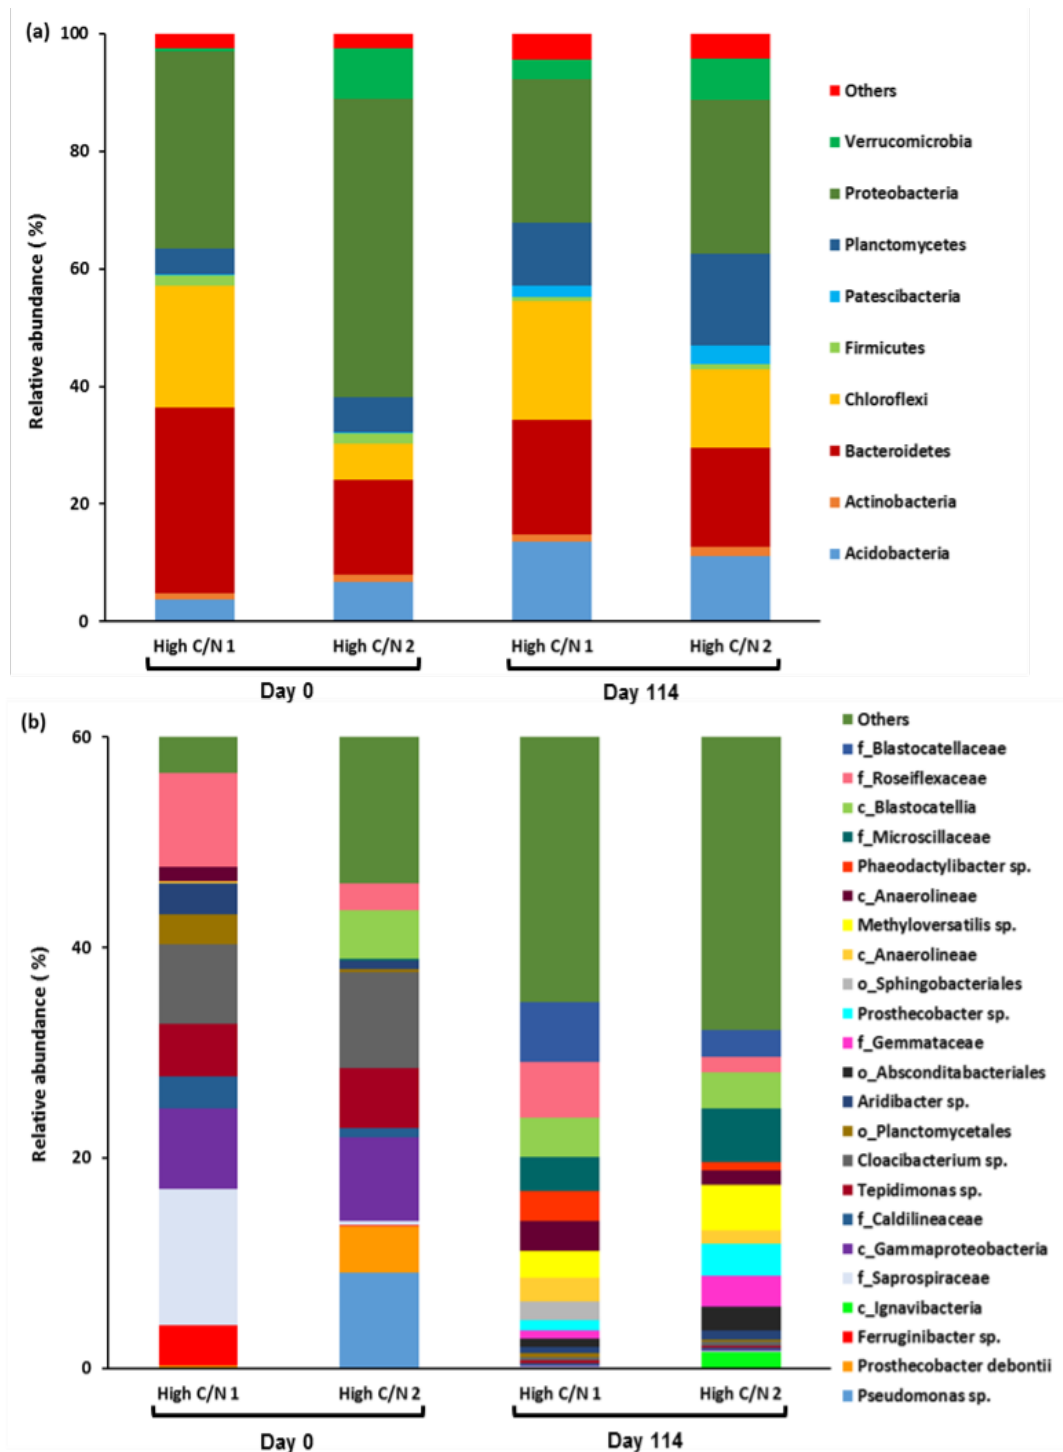 (a)
100
80
60
40
20
0
Relative abundance ( %)
High C/N 1
High C/N 2
High C/N 1
High C/N 2
Day 0
Day 114
Others
Verrucomicrobia
Proteobacteria
Planctomycetes
Patescibacteria
Firmicutes
Chloroflexi
Bacteroidetes
Actinobacteria
Acidobacteria
(b)
60
40
20
0
Relative abundance ( %)
High C/N 1
High C/N 2
High C/N 1
High C/N 2
Day 0
Day 114
Others
f_Blastocatellaceae
f_Roseiflexaceae
c_Blastocatellia
f_Microscillaceae
Phaeodactylibacter sp.
c_Anaerolineae
Methyloversatilis sp.
c_Anaerolineae
o_Sphingobacteriales
Prosthecobacter sp.
f_Gemmataceae
o_Absconditabacteriales
Aridibacter sp.
o_Planctomycetales
Cloacibacterium sp.
Tepidimonas sp.
f_Caldilineaceae
c_Gammaproteobacteria
f_Saprospiraceae
c_Ignavibacteria
Ferruginibacter sp.
Prosthecobacter debontii
Pseudomonas sp.